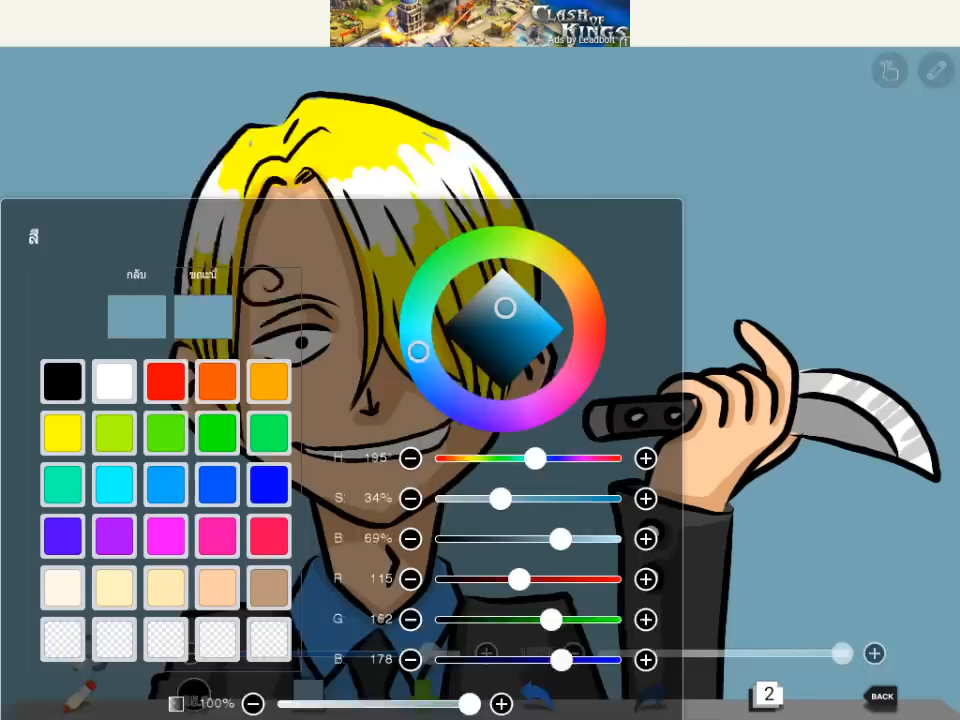 CLASH OF
KINGS
Ads by Leadbolt
สี
กลับ ขณะนี้
H: 195°
S: 34%
B: 69%
R: 115
G: 162
B: 178
100%
2
BACK